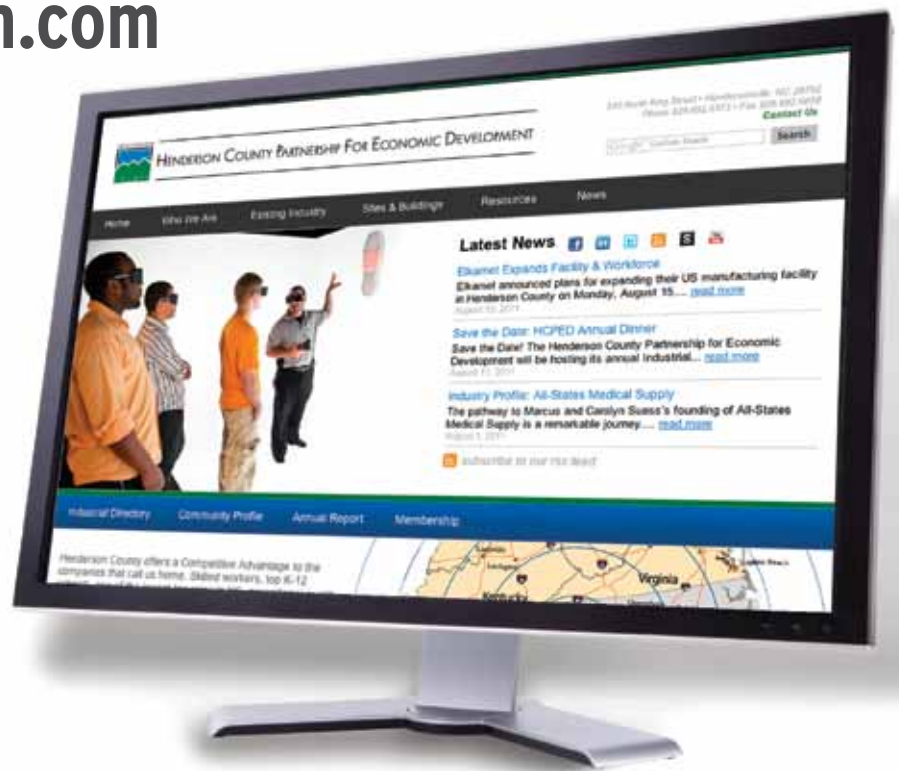 n.com
HENDERSON COUNTY PARTNERSHIP FOR ECONOMIC DEVELOPMENT
Contact Us
Search
Home Who We Are Existing Industry Sites & Buildings Resources News
Latest News
Elkamet Expands Facility & Workforce
Elkamet announced plans for expanding their US manufacturing facility
in Henderson County on Monday, August 15.... read more
Save the Date: HCPED Annual Dinner
Save the Date! The Henderson County Partnership for Economic
Development will be hosting its annual Industrial... read more
Industry Profile: All-States Medical Supply
The pathway to Marcus and Carolyn Suess's founding of All-States
Medical Supply is a remarkable journey.... read more
subscribe to our rss feed
Industrial Directory Community Profile Annual Report Membership
Henderson County offers a Competitive Advantage to the
companies that call us home. Skilled workers, top K-12
Virginia
Kentucky